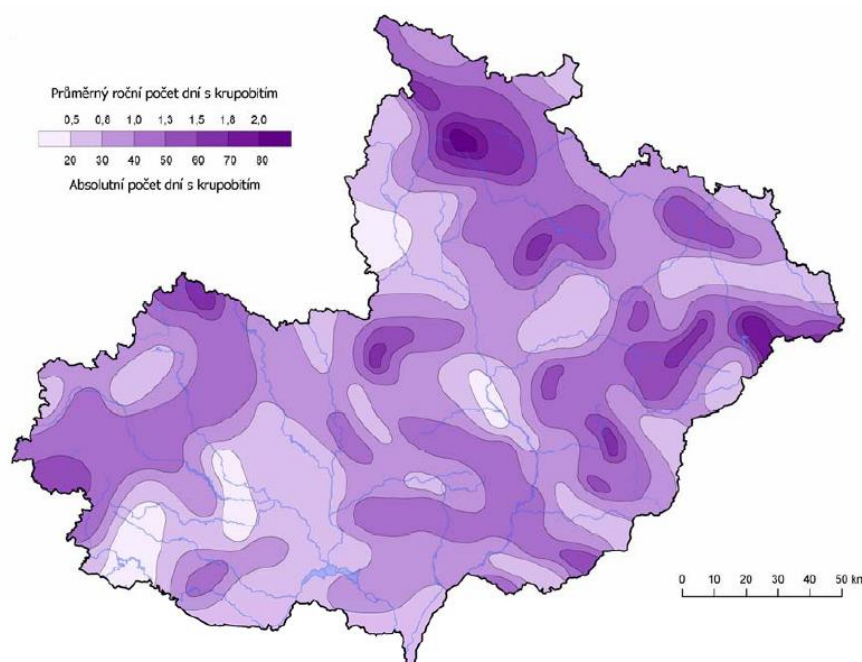 Průměrný roční počet dní s krupobitím
0,5 0,8 1,0 1,3 1,5 1,8 2,0
20 30 40 50 60 70 80
Absolutní počet dní s krupobitím
0 10 20 30 40 50 km